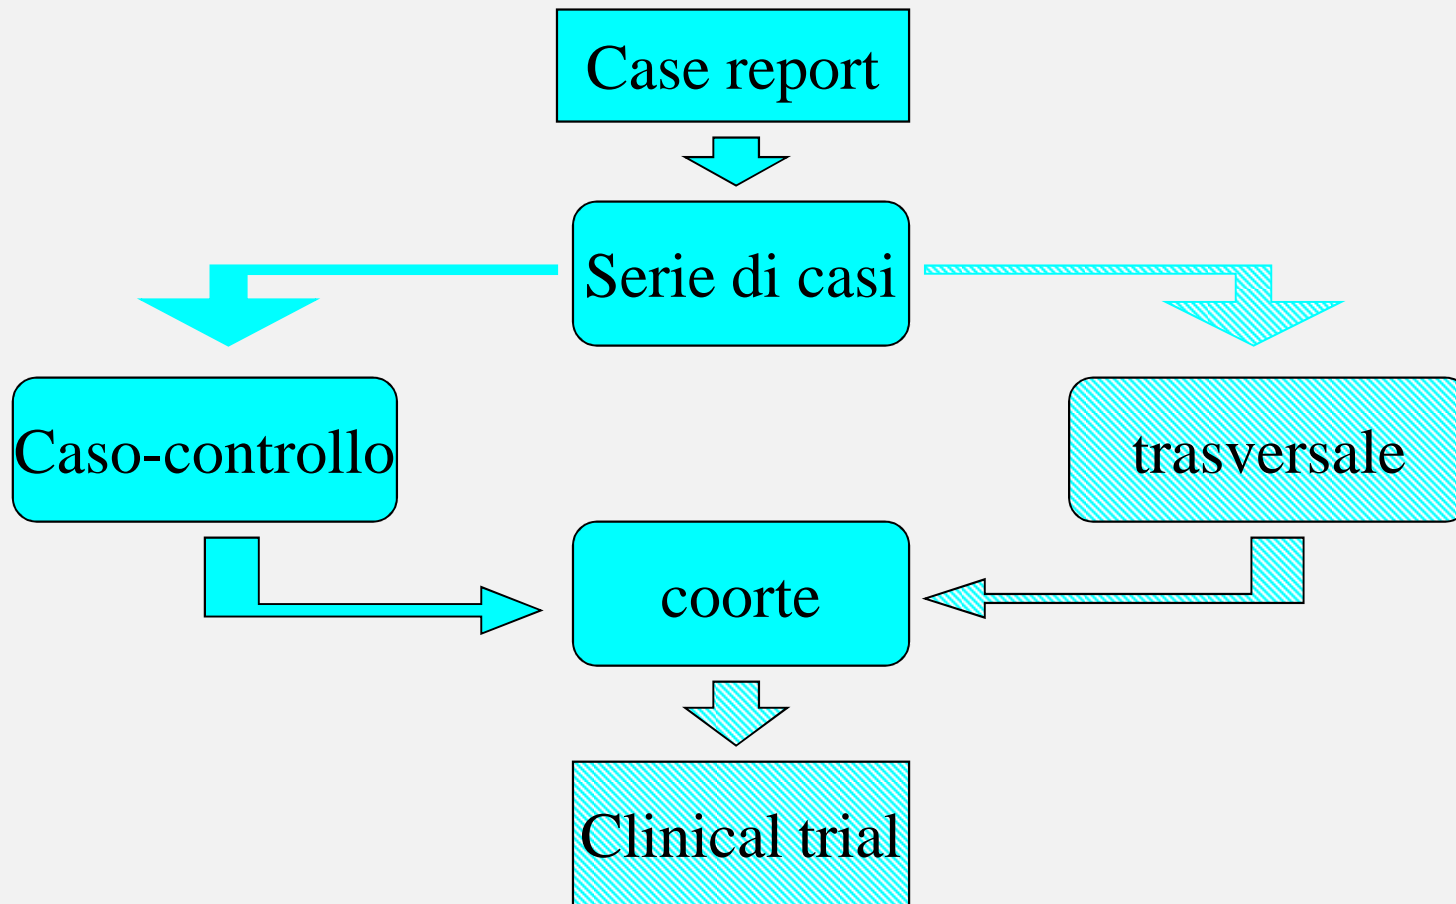 Case report
Serie di casi
Caso-controllo
trasversale
coorte
Clinical trial